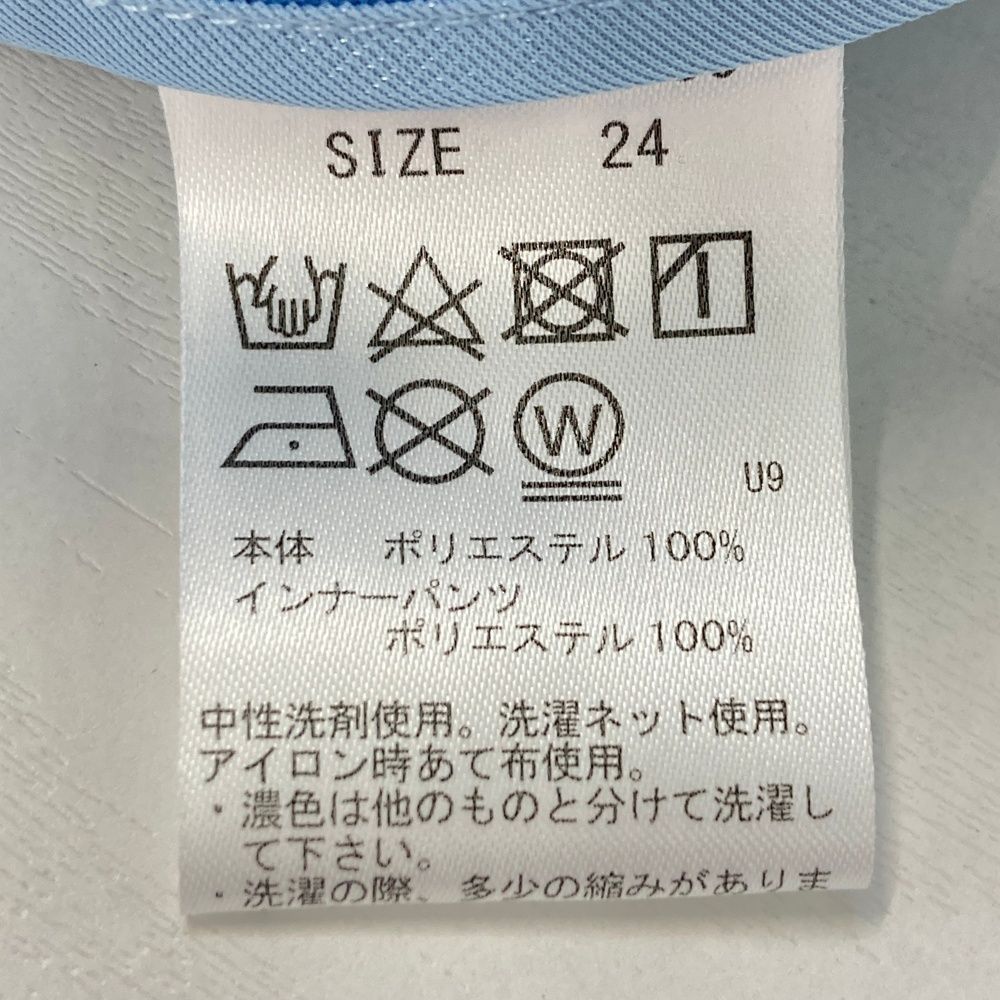 SIZE 24
W
U9
本体 ポリエステル 100%
インナーパンツ
ポリエステル 100%
中性洗剤使用。洗濯ネット使用。
アイロン時あて布使用。
・濃色は他のものと分けて洗濯し
て下さい。
・洗濯の際、多少の縮みがありま